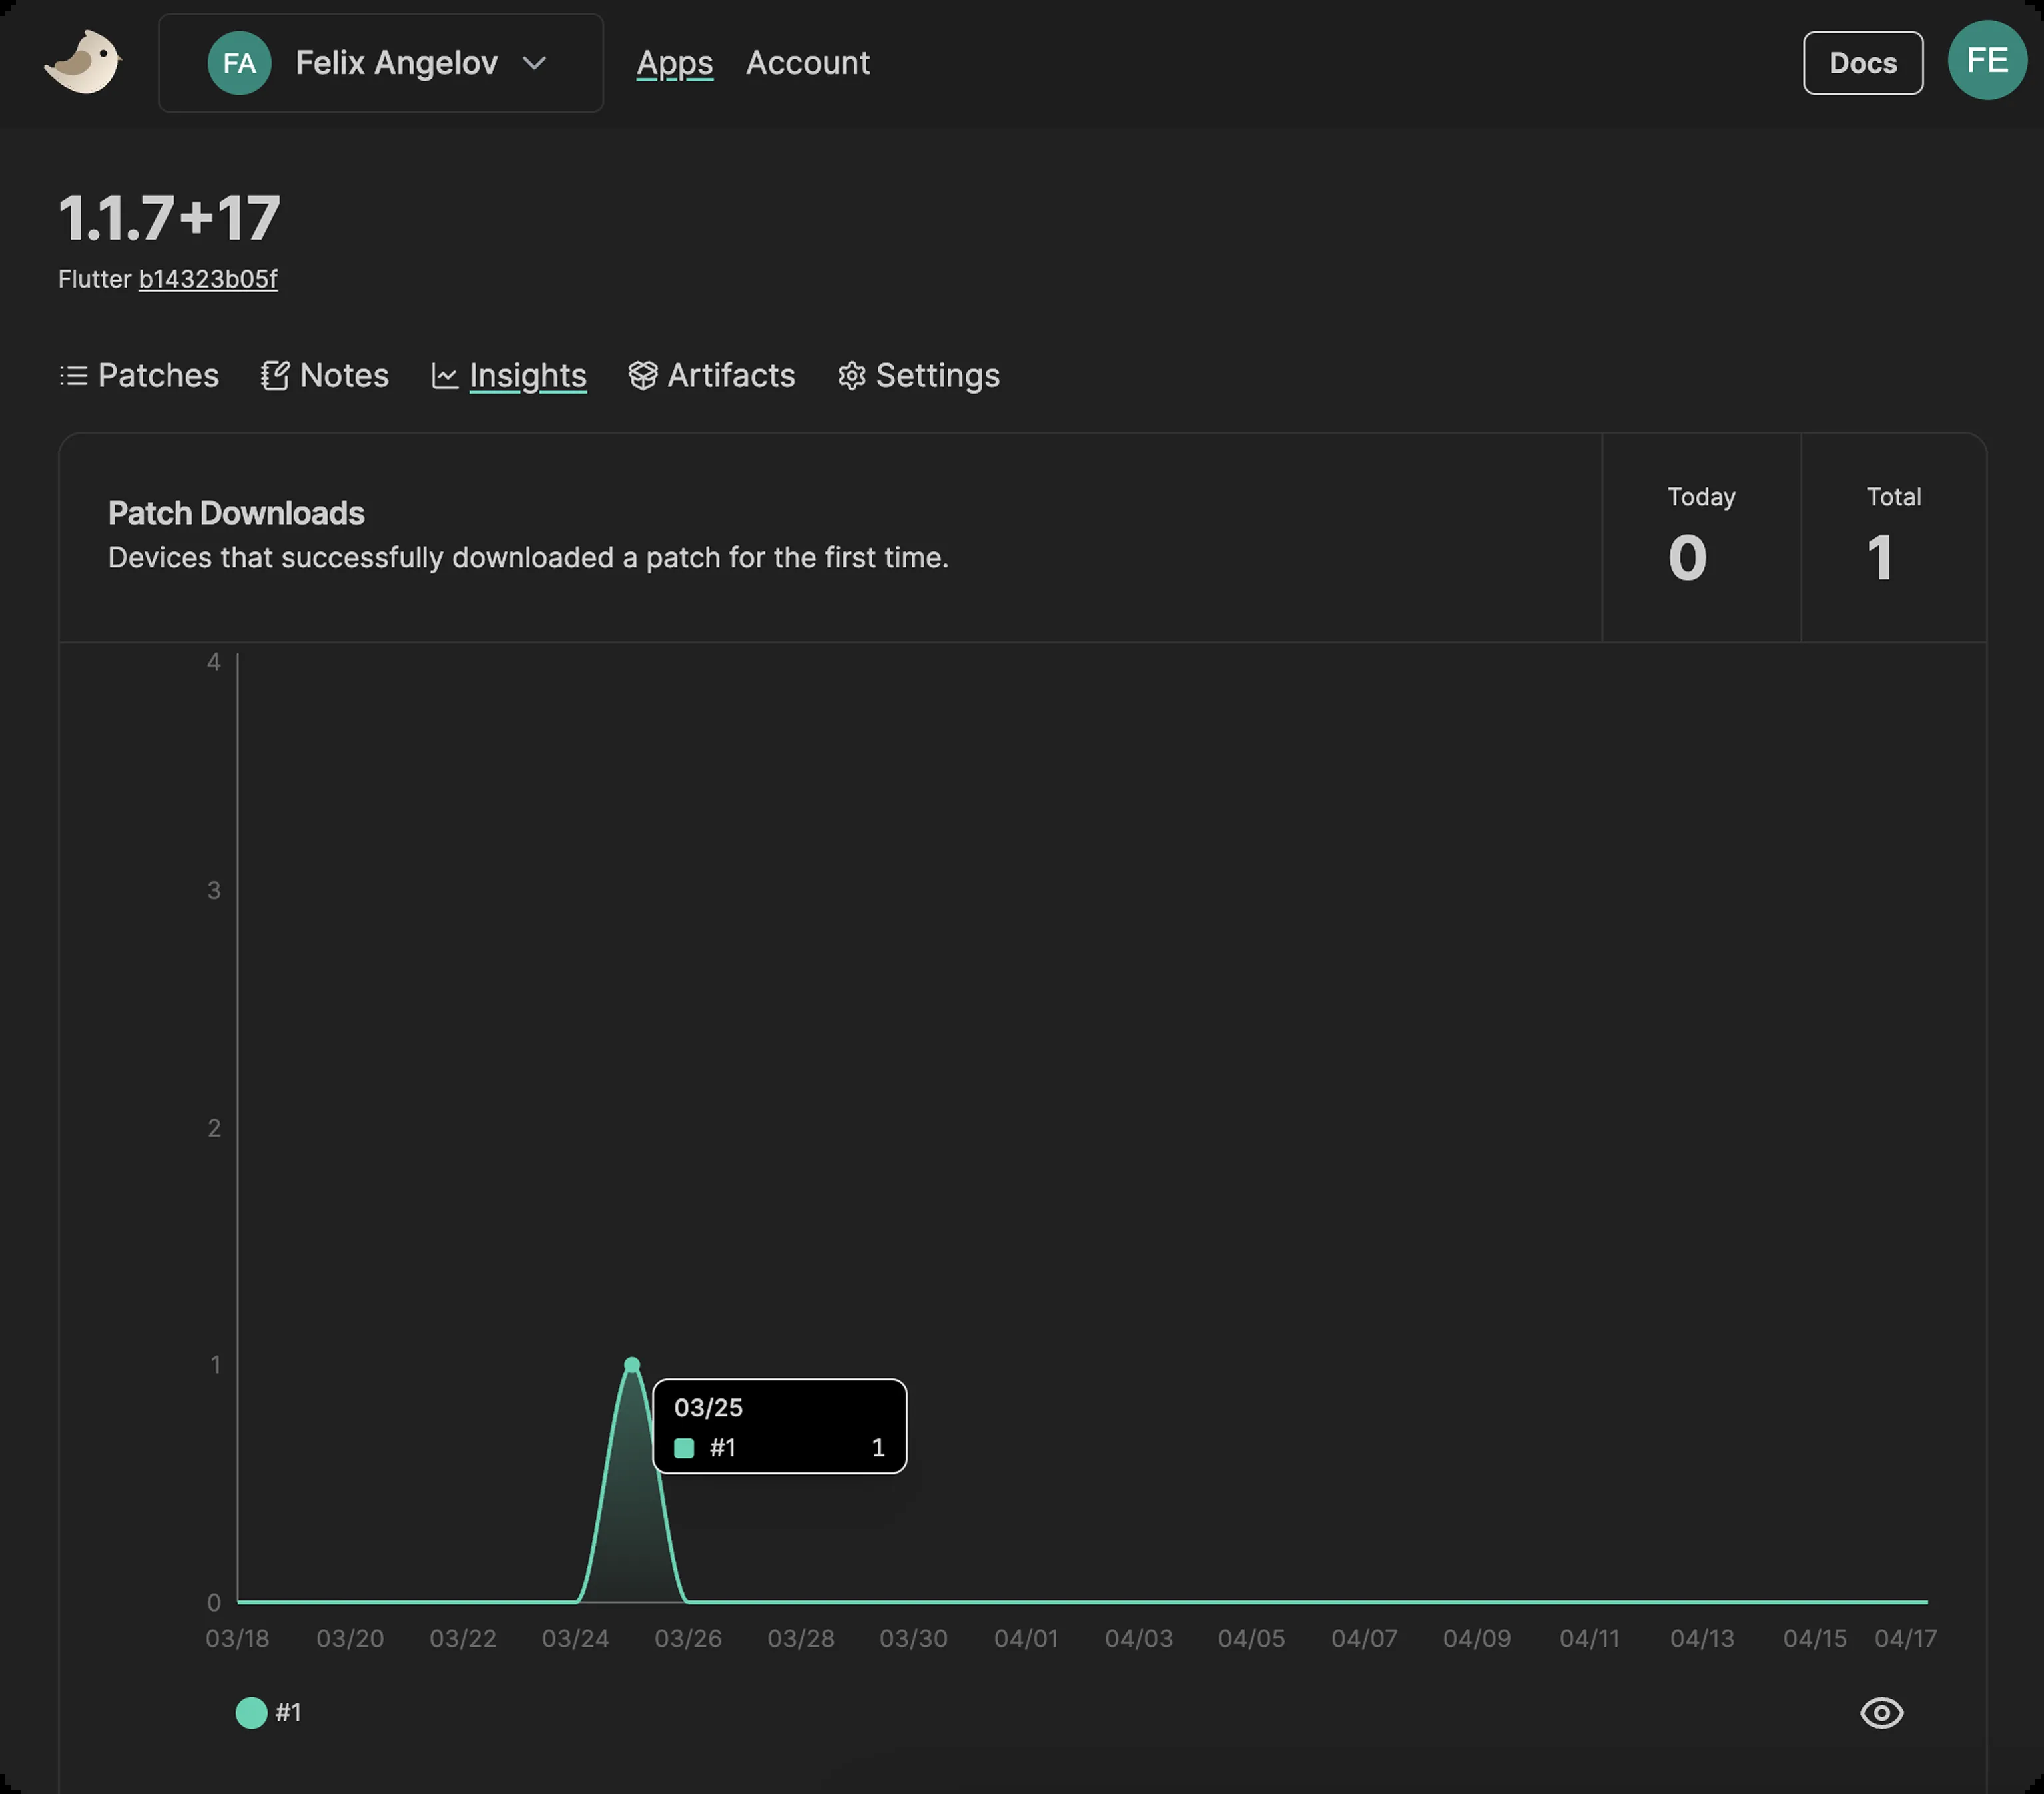 FA Felix Angelov Apps Account Docs FE
1.1.7+17
Flutter b14323b05f
Patches Notes Insights Artifacts Settings
Patch Downloads
Devices that successfully downloaded a patch for the first time.
Today
0
Total
1
4
3
2
1
0
03/25
#1 1
03/18 03/20 03/22 03/24 03/26 03/28 03/30 04/01 04/03 04/05 04/07 04/09 04/11 04/13 04/15 04/17
#1